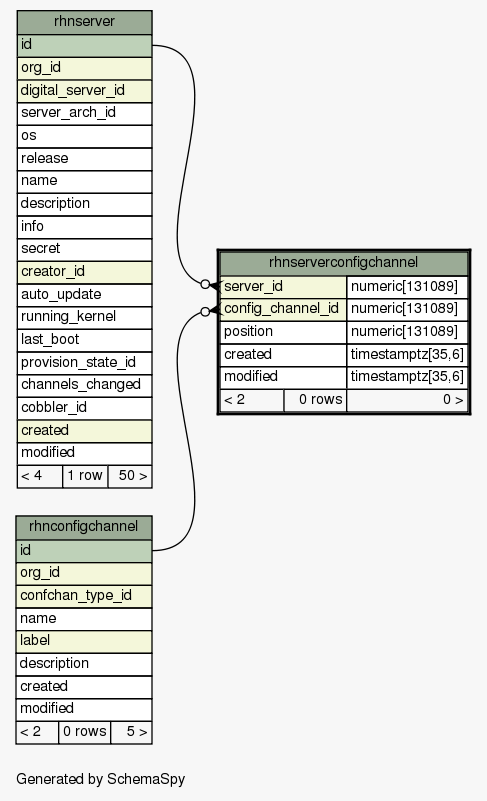 rhnserver
id
org_id
digital_server_id
server_arch_id
os
release
name
description
info
secret
creator_id
auto_update
running_kernel
last_boot
provision_state_id
channels_changed
cobbler_id
created
modified
< 4 1 row 50 >
rhnserverconfigchannel
server_id numeric[131089]
config_channel_id numeric[131089]
position numeric[131089]
created timestamptz[35,6]
modified timestamptz[35,6]
< 2 0 rows 0 >
rhnconfigchannel
id
org_id
confchan_type_id
name
label
description
created
modified
< 2 0 rows 5 >
Generated by SchemaSpy